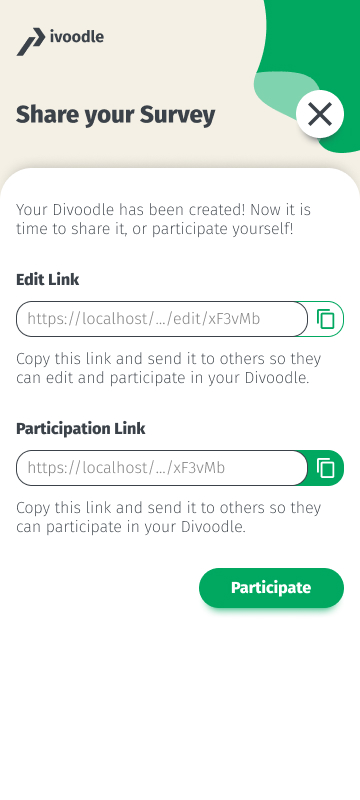 ivoodle
Share your Survey
Your Divoodle has been created! Now it is
time to share it, or participate yourself!
Edit Link
https://localhost/.../edit/xF3vMb
Copy this link and send it to others so they
can edit and participate in your Divoodle.
Participation Link
https://localhost/.../xF3vMb
Copy this link and send it to others so they
can participate in your Divoodle.
Participate